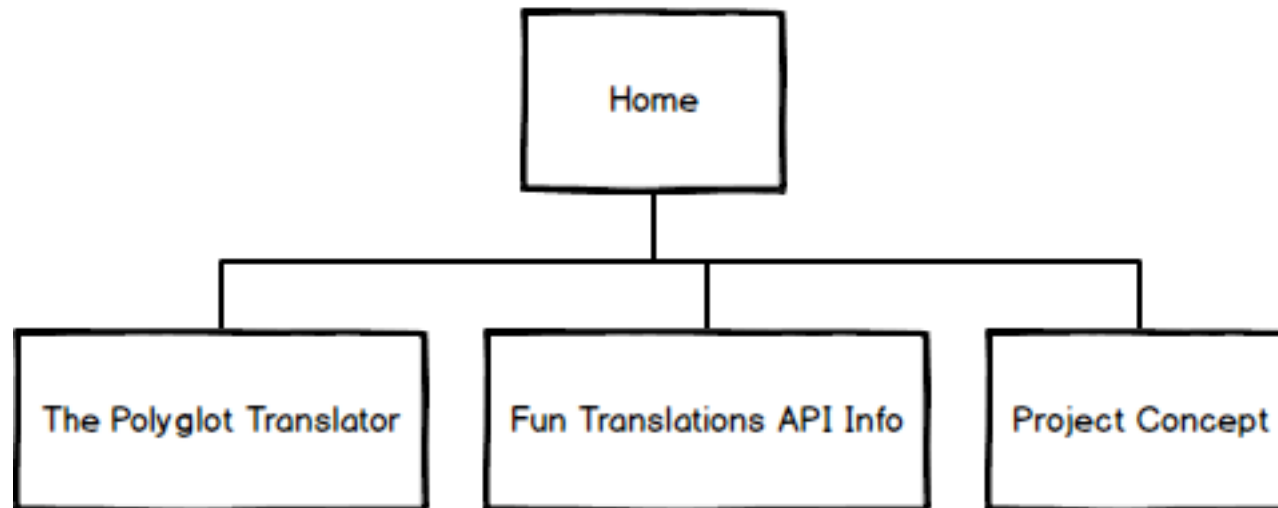 Home
The Polyglot Translator
Fun Translations API Info
Project Concept